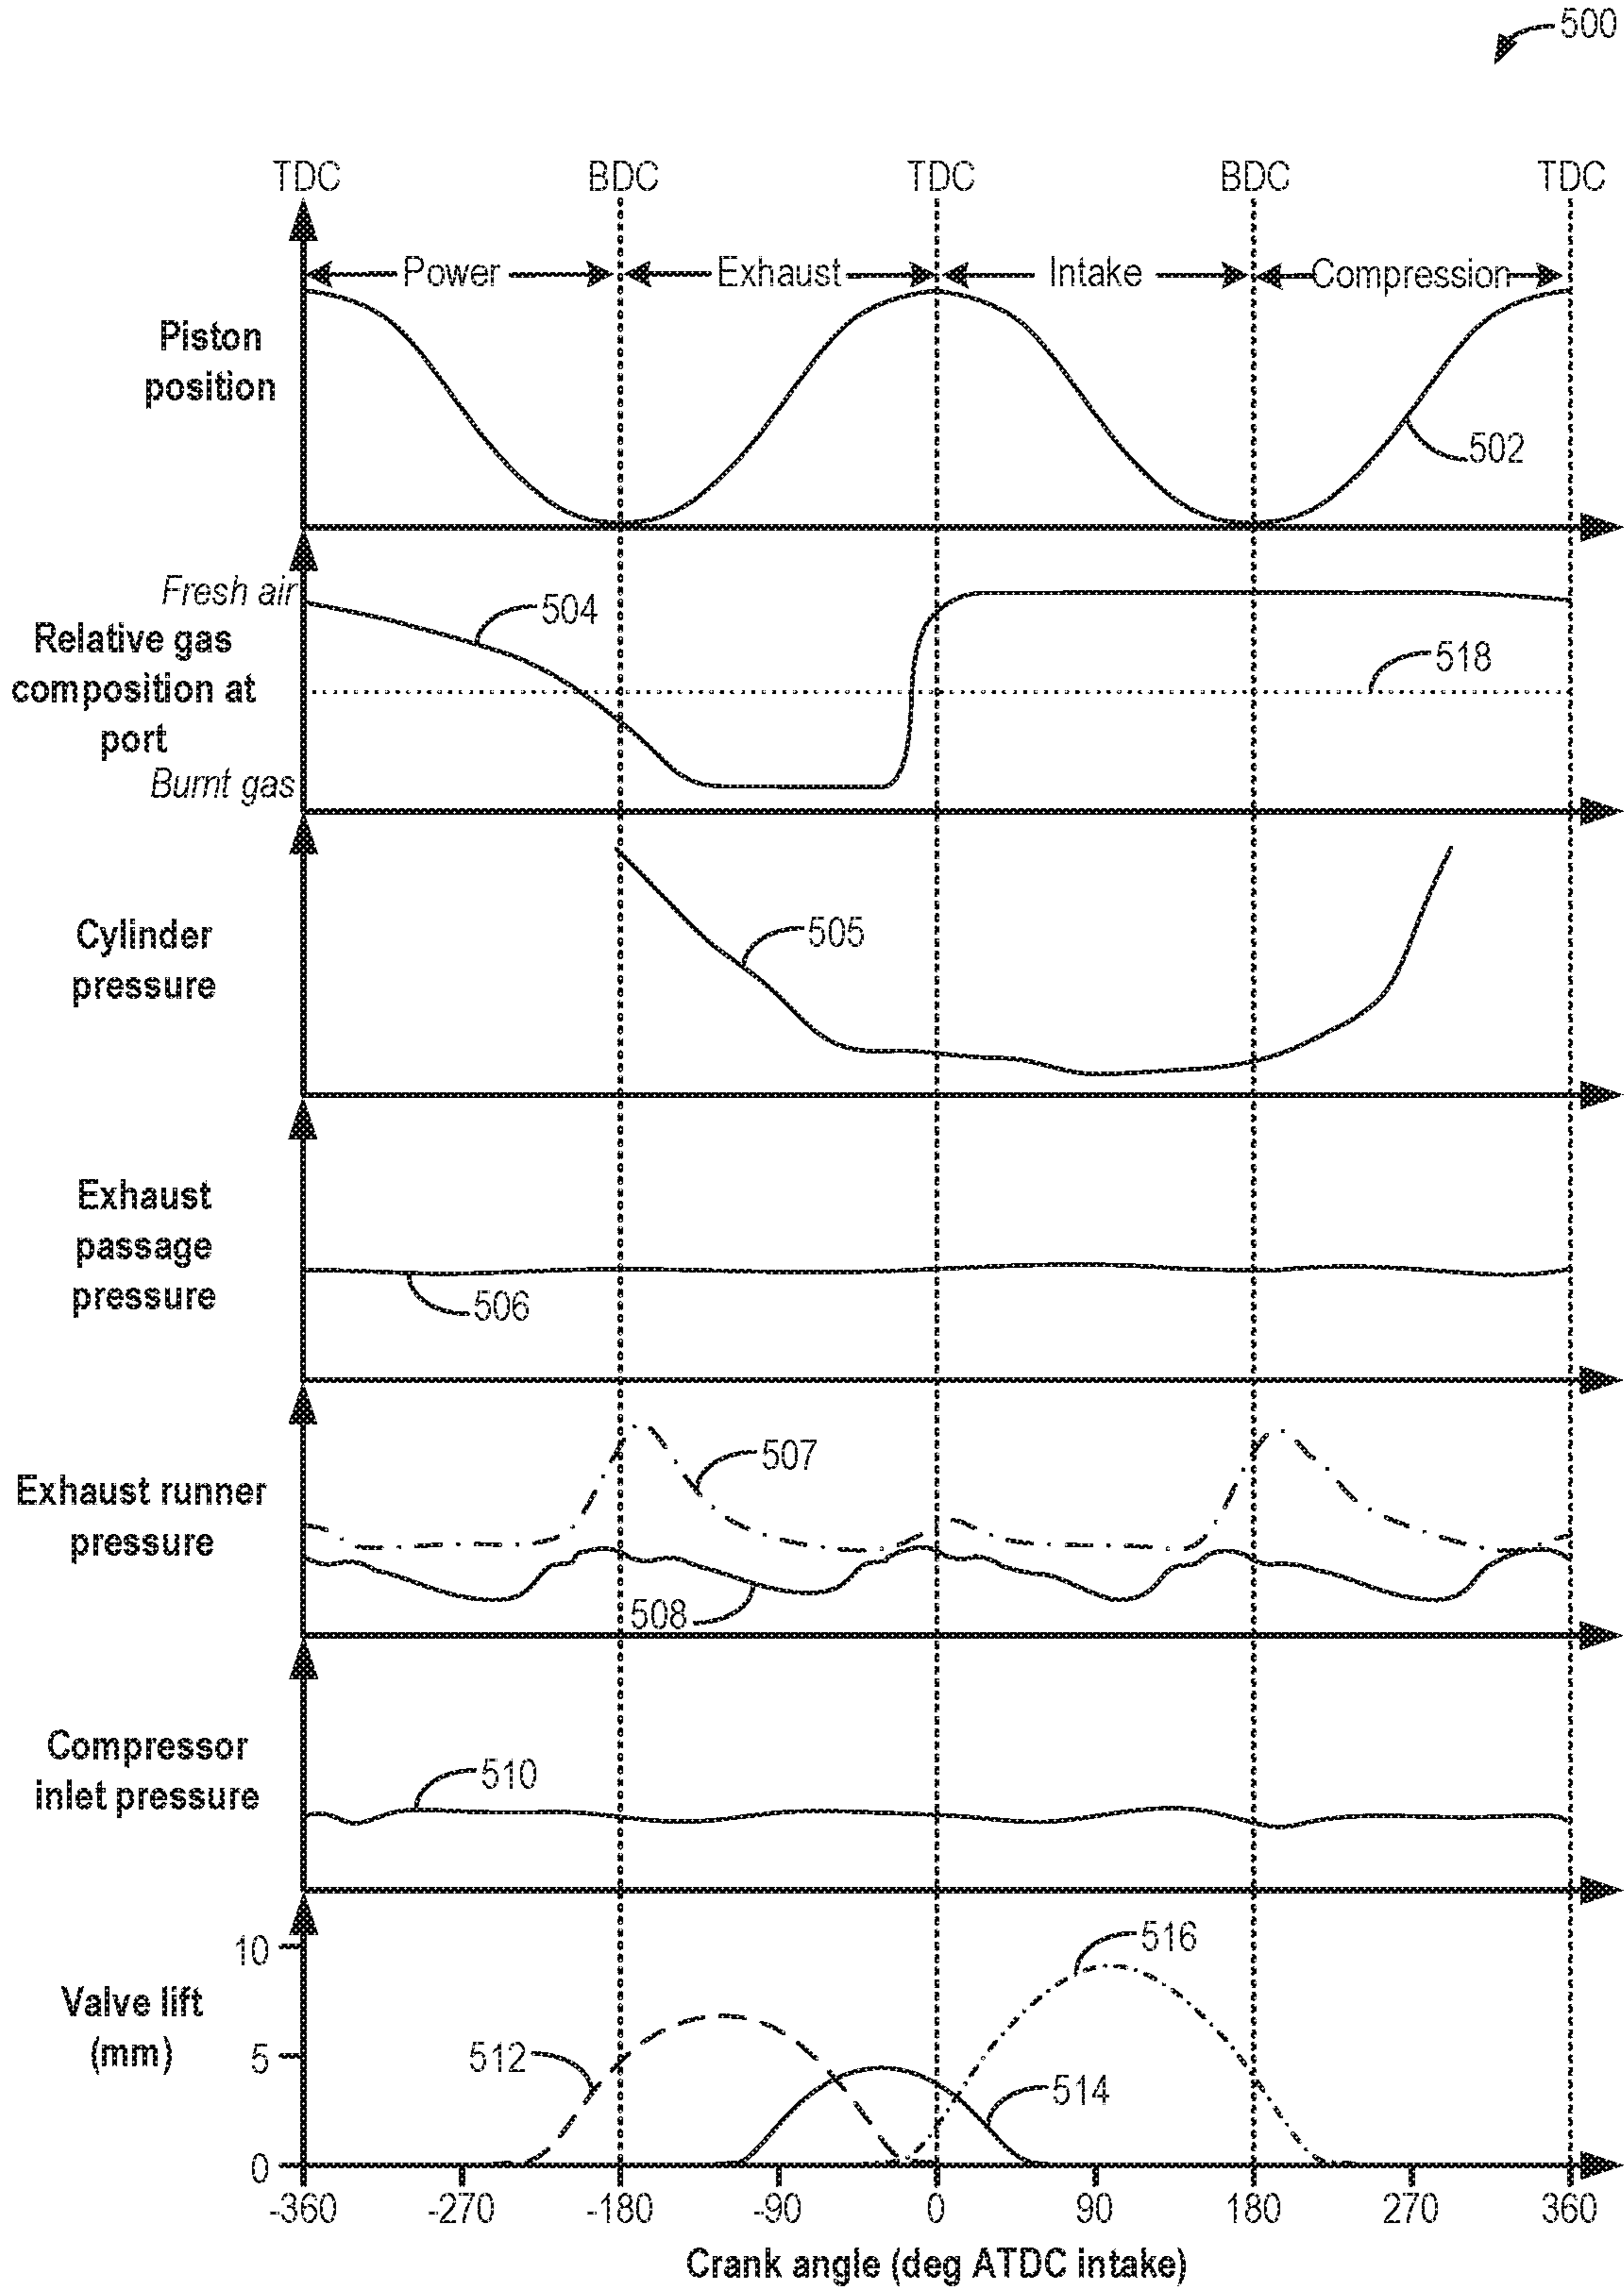 500
TDC BDC TDC BDC TDC
Power Exhaust Intake Compression
Piston
position
502
Fresh air
504
Relative gas
composition at
port
518
Burnt gas
Cylinder
pressure
505
Exhaust
passage
pressure
506
Exhaust runner
pressure
507
508
Compressor
inlet pressure
510
Valve lift
(mm)
10
5
0
516
512
514
-360 -270 -180 -90 0 90 180 270 360
Crank angle (deg ATDC intake)